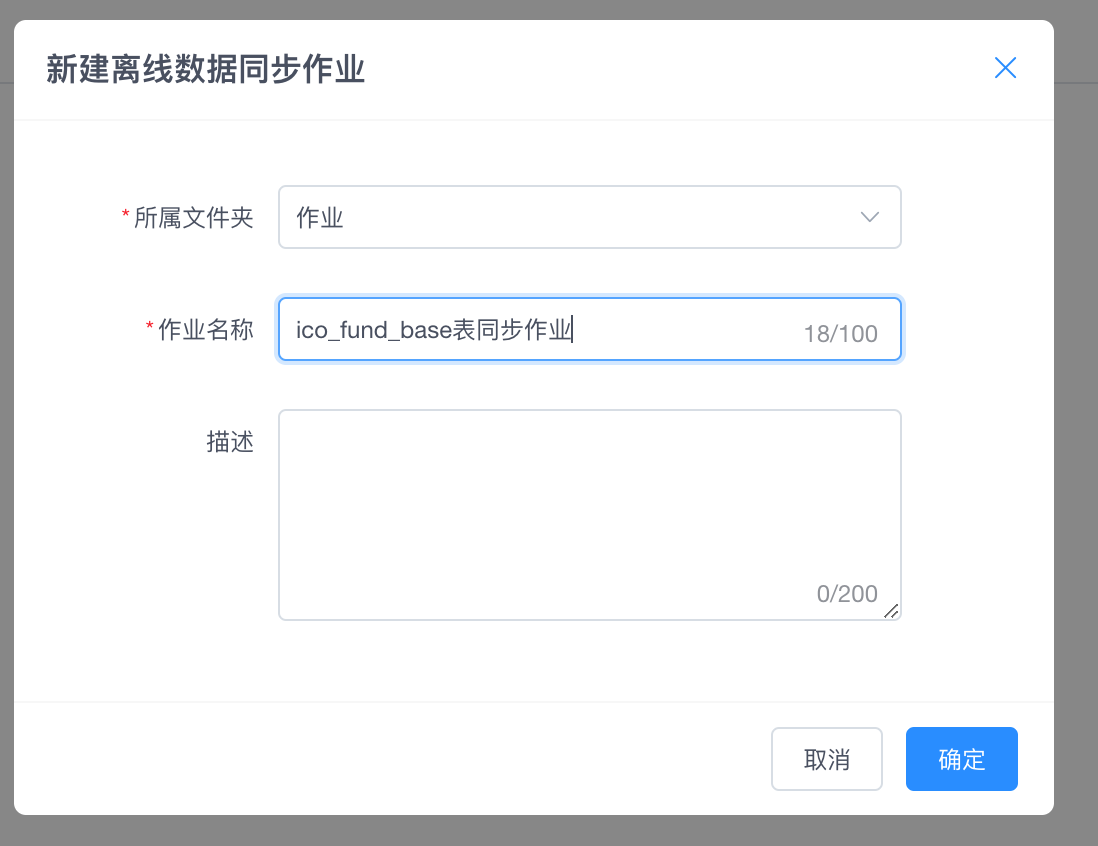 新建离线数据同步作业
*所属文件夹 作业
*作业名称 ico_fund_base表同步作业 18/100
描述
0/200
取消 确定